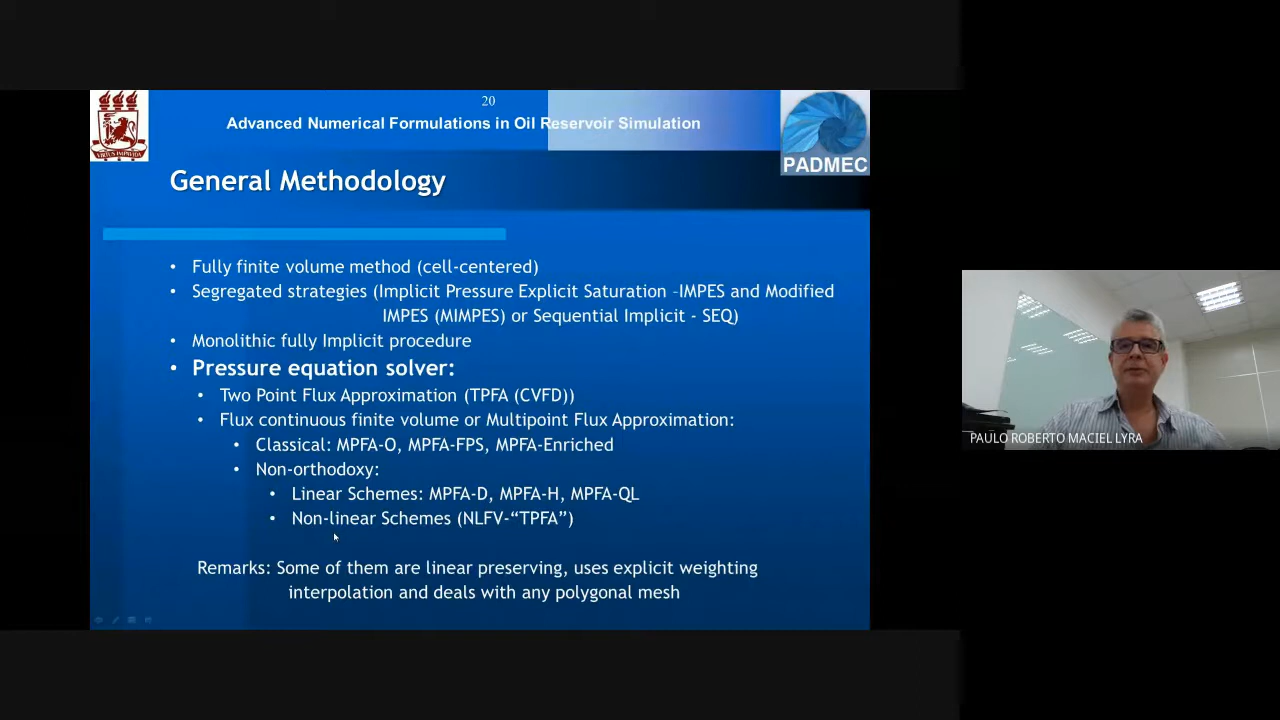 20
Advanced Numerical Formulations in Oil Reservoir Simulation
PADMEC
General Methodology
• Fully finite volume method (cell-centered)
• Segregated strategies (Implicit Pressure Explicit Saturation –IMPES and Modified
IMPES (MIMPES) or Sequential Implicit - SEQ)
• Monolithic fully Implicit procedure
• Pressure equation solver:
• Two Point Flux Approximation (TPFA (CVFD))
• Flux continuous finite volume or Multipoint Flux Approximation:
• Classical: MPFA-O, MPFA-FPS, MPFA-Enriched
• Non-orthodoxy:
• Linear Schemes: MPFA-D, MPFA-H, MPFA-QL
• Non-linear Schemes (NLFV-“TPFA”)
Remarks: Some of them are linear preserving, uses explicit weighting
interpolation and deals with any polygonal mesh
PAULO ROBERTO MACIEL LYRA